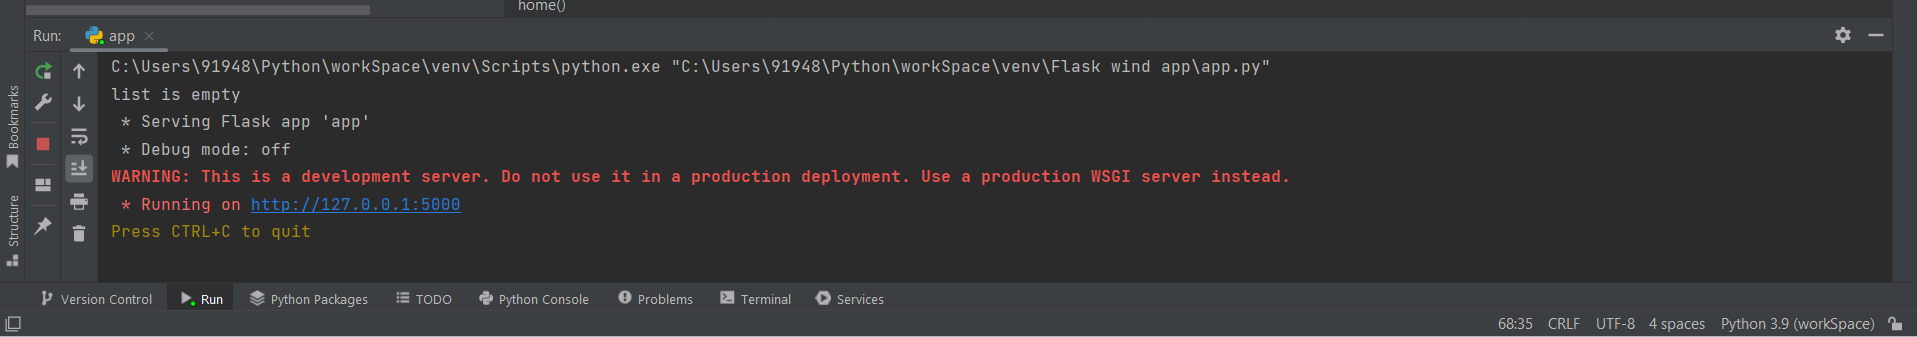 home()
Run: app
C:\Users\91948\Python\workSpace\venv\Scripts\python.exe "C:\Users\91948\Python\workSpace\venv\Flask wind app\app.py"
list is empty
* Serving Flask app 'app'
* Debug mode: off
WARNING: This is a development server. Do not use it in a production deployment. Use a production WSGI server instead.
* Running on http://127.0.0.1:5000
Press CTRL+C to quit
Bookmarks
Structure
Version Control Run Python Packages TODO Python Console Problems Terminal Services
68:35 CRLF UTF-8 4 spaces Python 3.9 (workSpace)